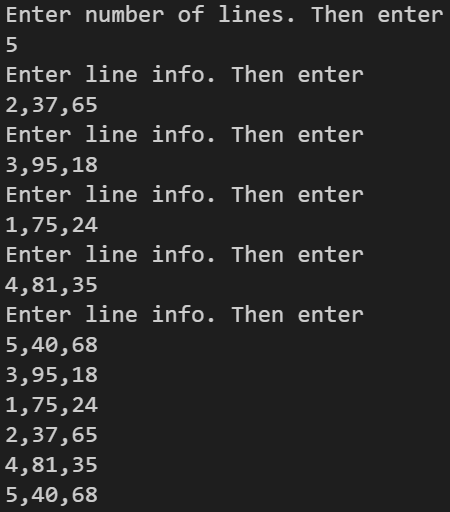 Enter number of lines. Then enter
5
Enter line info. Then enter
2,37,65
Enter line info. Then enter
3,95,18
Enter line info. Then enter
1,75,24
Enter line info. Then enter
4,81,35
Enter line info. Then enter
5,40,68
3,95,18
1,75,24
2,37,65
4,81,35
5,40,68